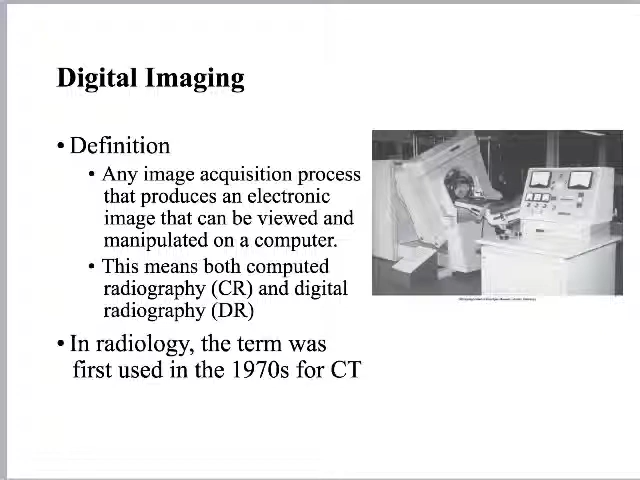 Digital Imaging
• Definition
• Any image acquisition process
that produces an electronic
image that can be viewed and
manipulated on a computer.
• This means both computed
radiography (CR) and digital
radiography (DR)
• In radiology, the term was
first used in the 1970s for CT